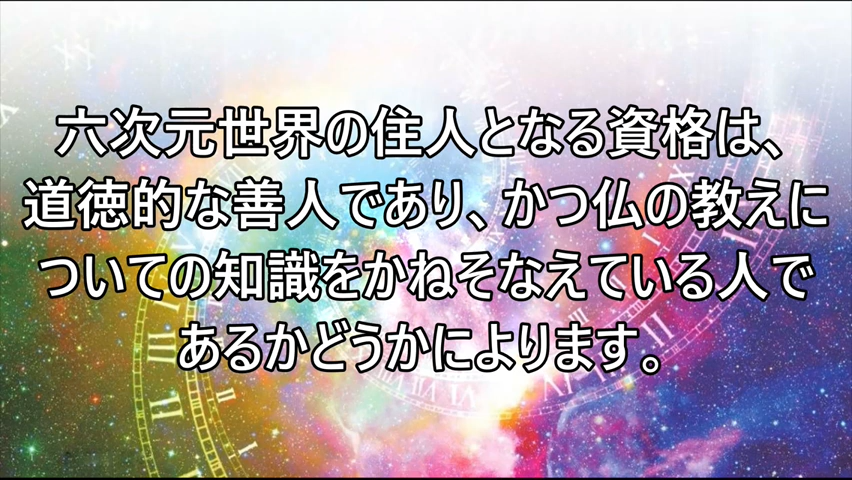 六次元世界の住人となる資格は、
道徳的な善人であり、かつ仏の教えに
ついての知識をかねそなえている人で
あるかどうかによります。